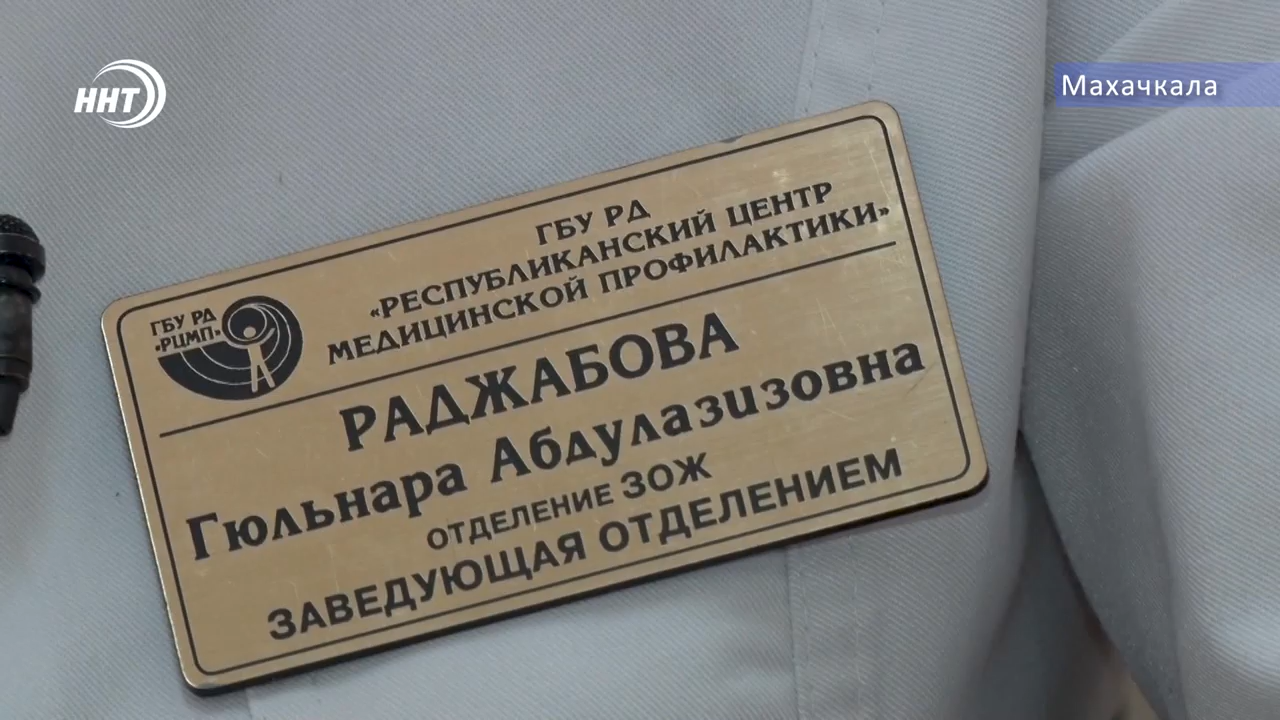 ННТ
Махачкала
ГБУ РД
«РЕСПУБЛИКАНСКИЙ ЦЕНТР
МЕДИЦИНСКОЙ ПРОФИЛАКТИКИ»
ГБУ РД
«РЦМП»
РАДЖАБОВА
Гюльнара Абдулазизовна
ОТДЕЛЕНИЕ ЗОЖ
ЗАВЕДУЮЩАЯ ОТДЕЛЕНИЕМ